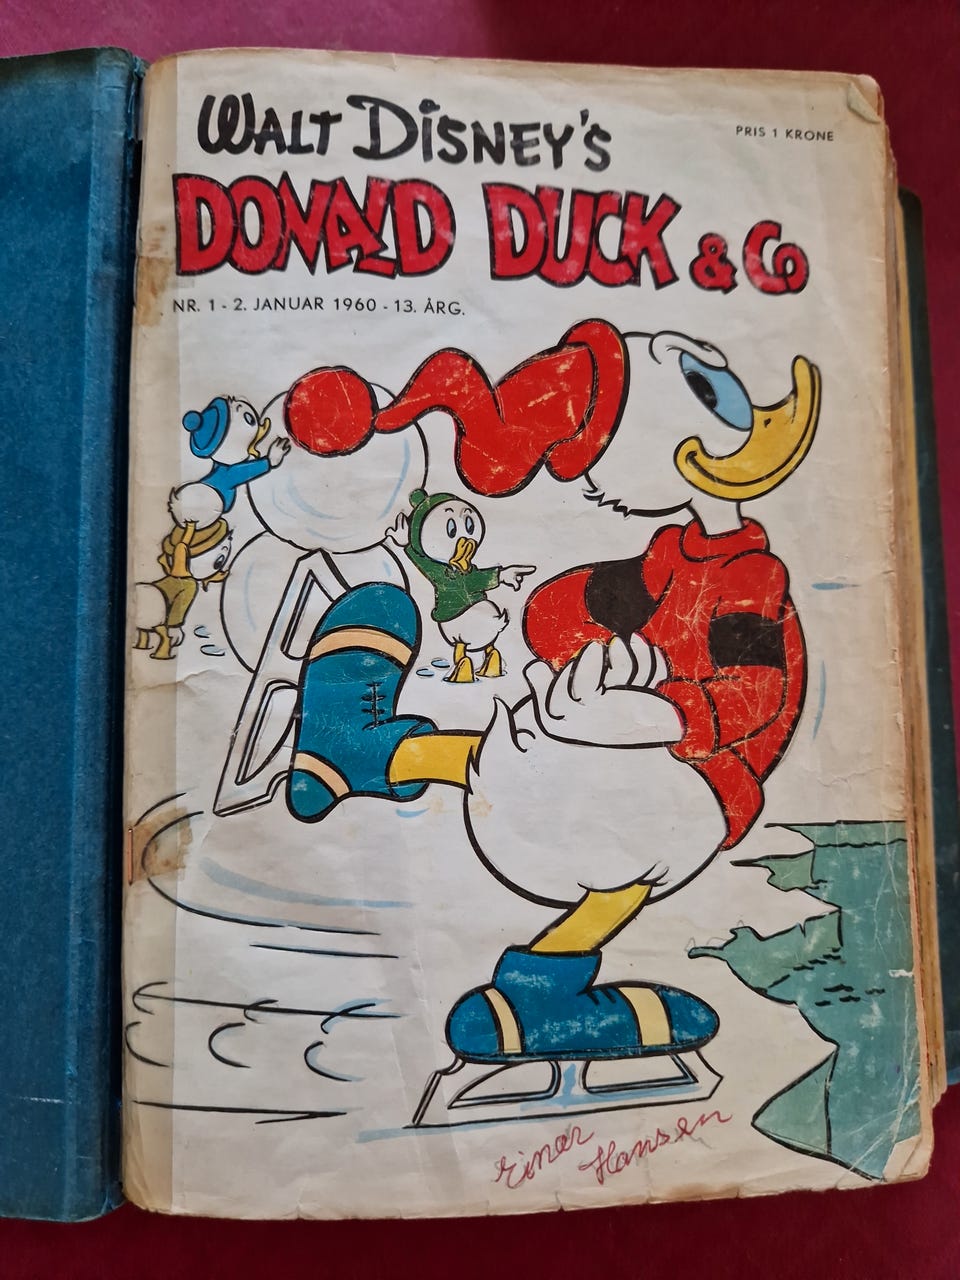 WALT DISNEY'S
PRIS 1 KRONE
DONALD DUCK & Co
NR. 1 - 2. JANUAR 1960 - 13. ÅRG.
Einar
Hansen